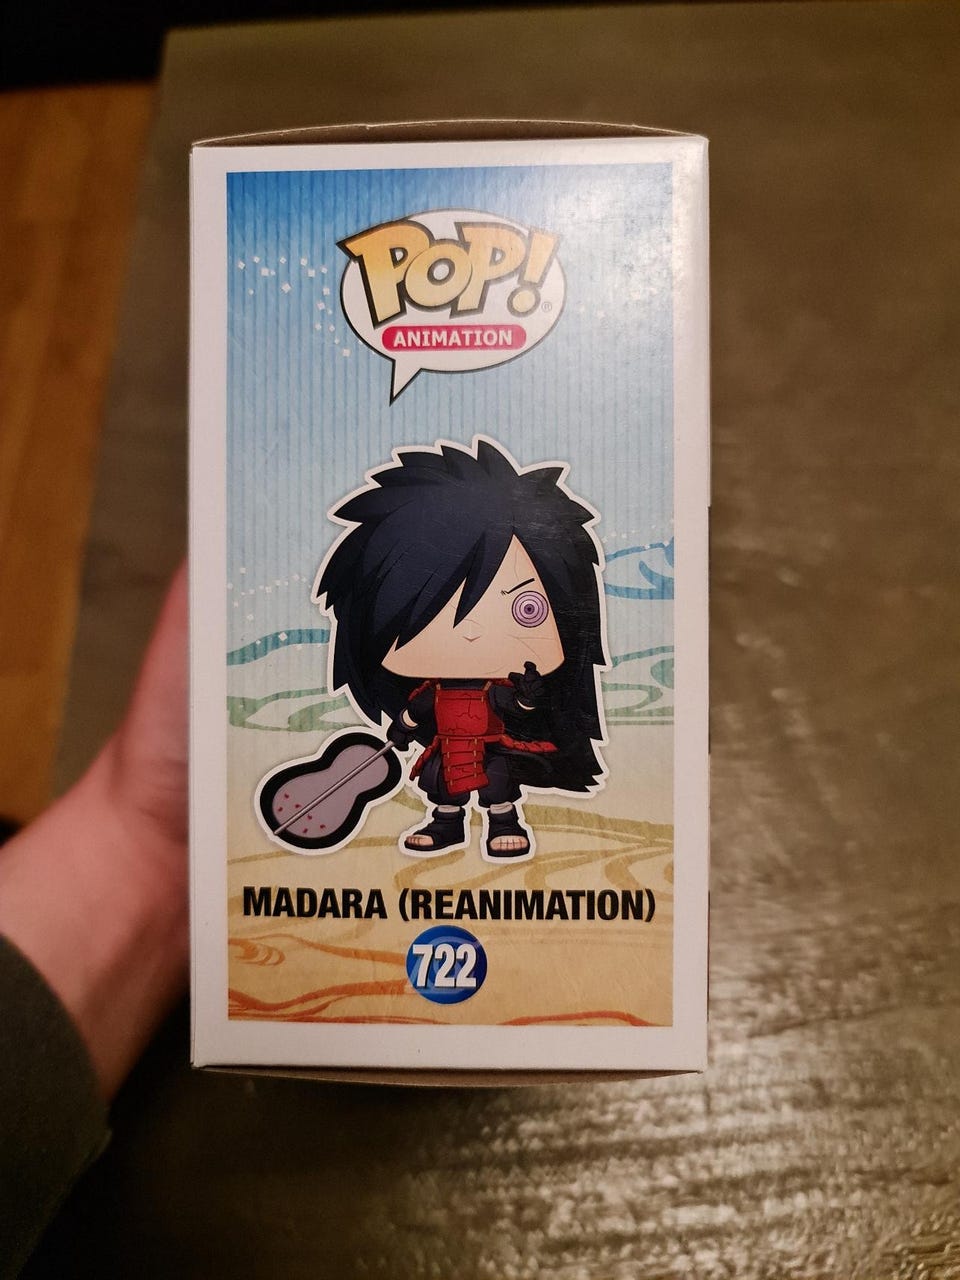 POP!
®
ANIMATION
MADARA (REANIMATION)
722